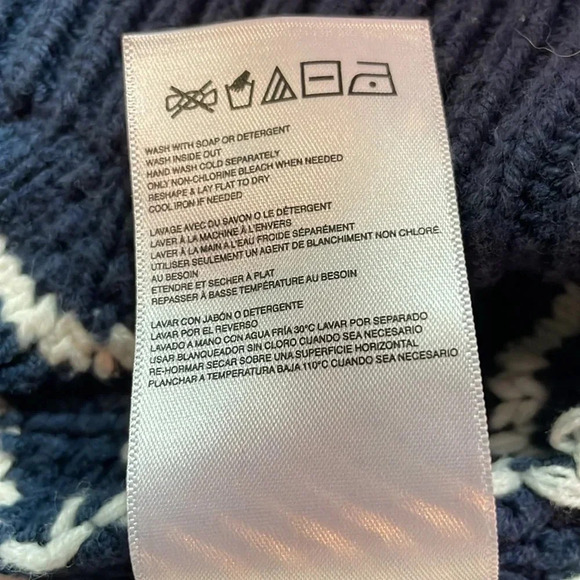 WASH WITH SOAP OR DETERGENT
WASH INSIDE OUT
HAND WASH COLD SEPARATELY
ONLY NON-CHLORINE BLEACH WHEN NEEDED
RESHAPE & LAY FLAT TO DRY
COOL IRON IF NEEDED
LAVAGE AVEC DU SAVON O LE DÉTERGENT
LAVER À LA MACHINE À L'ENVERS
LAVER À LA MAIN À L'EAU FROIDE SÉPARÉMENT
UTILISER SEULEMENT UN AGENT DE BLANCHIMENT NON CLORÉ.
AU BESOIN
ETENDRE ET SECHER À PLAT
REPASSER À BASSE TEMPÉRATURE AU BESOIN
LAVAR CON JABÓN O DETERGENTE
LAVAR POR EL REVERSO
LAVADO A MANO CON AGUA FRÍA 30°C LAVAR POR SEPARADO
USAR BLANQUEADOR SIN CLORO CUANDO SEA NECESARIO
RE-HORMAR SECAR SOBRE UNA SUPERFICIE HORIZONTAL
PLANCHAR A TEMPERATURA BAJA 110°C CUANDO SEA NECESARIO